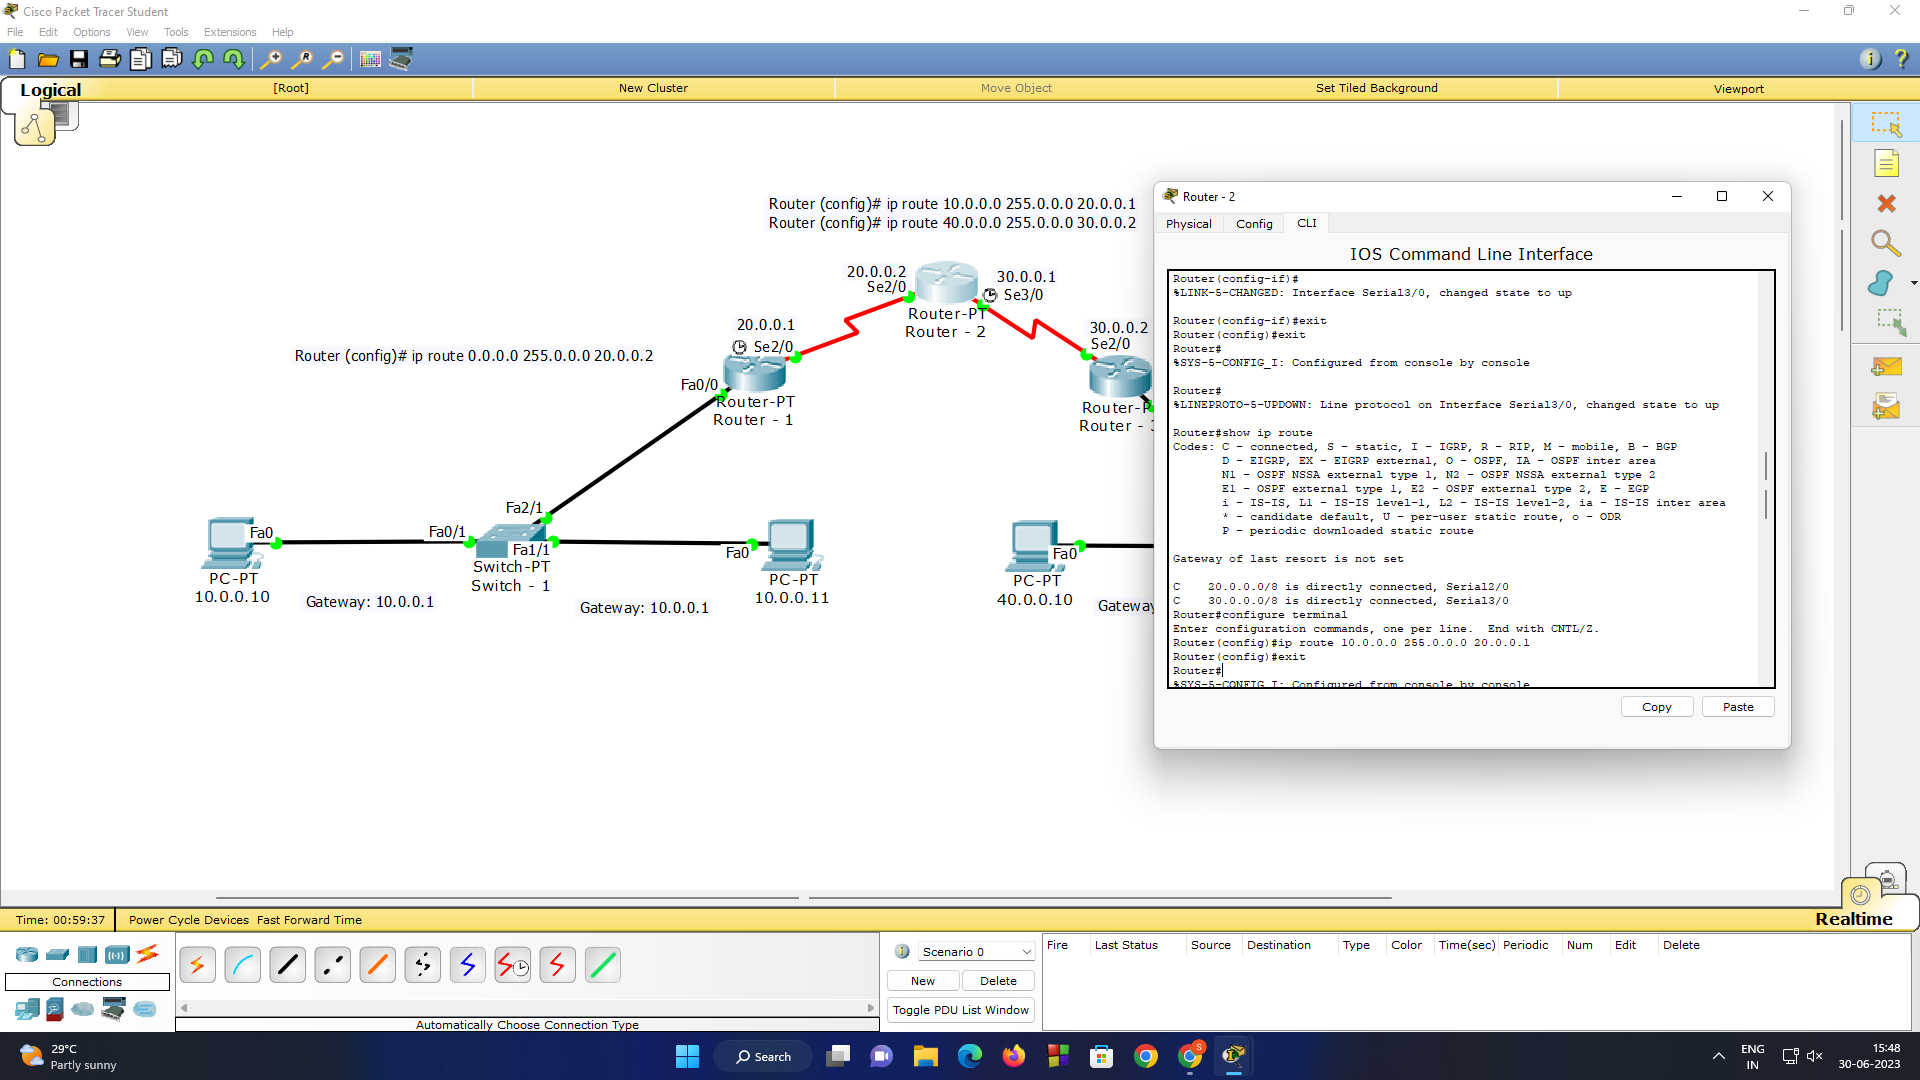 Cisco Packet Tracer Student
File Edit Options View Tools Extensions Help
Logical
[Root]
New Cluster
Move Object
Set Tiled Background
Viewport
Router (config)# ip route 10.0.0.0 255.0.0.0 20.0.0.1
Router (config)# ip route 40.0.0.0 255.0.0.0 30.0.0.2
20.0.0.2
Se2/0
30.0.0.1
Se3/0
Router-PT
Router - 2
20.0.0.1
Se2/0
Router (config)# ip route 0.0.0.0 255.0.0.0 20.0.0.2
Fa0/0
Router-PT
Router - 1
30.0.0.2
Se2/0
Router-P
Router -
Fa2/1
Fa0
Fa0/1
Fa1/1
Fa0
Switch-PT
Switch - 1
PC-PT
10.0.0.10
Gateway: 10.0.0.1
Gateway: 10.0.0.1
PC-PT
10.0.0.11
Fa0
PC-PT
40.0.0.10
Gateway
Router - 2
Physical Config CLI
IOS Command Line Interface
Router(config-if)#
%LINK-5-CHANGED: Interface Serial3/0, changed state to up
Router(config-if)#exit
Router(config)#exit
Router#
%SYS-5-CONFIG_I: Configured from console by console
Router#
%LINEPROTO-5-UPDOWN: Line protocol on Interface Serial3/0, changed state to up
Router#show ip route
Codes: C - connected, S - static, I - IGRP, R - RIP, M - mobile, B - BGP
D - EIGRP, EX - EIGRP external, O - OSPF, IA - OSPF inter area
N1 - OSPF NSSA external type 1, N2 - OSPF NSSA external type 2
E1 - OSPF external type 1, E2 - OSPF external type 2, E - EGP
i - IS-IS, L1 - IS-IS level-1, L2 - IS-IS level-2, ia - IS-IS inter area
* - candidate default, U - per-user static route, o - ODR
P - periodic downloaded static route
Gateway of last resort is not set
C 20.0.0.0/8 is directly connected, Serial2/0
C 30.0.0.0/8 is directly connected, Serial3/0
Router#configure terminal
Enter configuration commands, one per line. End with CNTL/Z.
Router(config)#ip route 10.0.0.0 255.0.0.0 20.0.0.1
Router(config)#exit
Router#
%SYS-5-CONFIG_I: Configured from console by console
Copy Paste
Time: 00:59:37 Power Cycle Devices Fast Forward Time
Realtime
Connections
Automatically Choose Connection Type
Scenario 0
New Delete
Toggle PDU List Window
Fire Last Status Source Destination Type Color Time(sec) Periodic Num Edit Delete
29°C
Partly sunny
Search
S
ENG
IN
15:48
30-06-2023